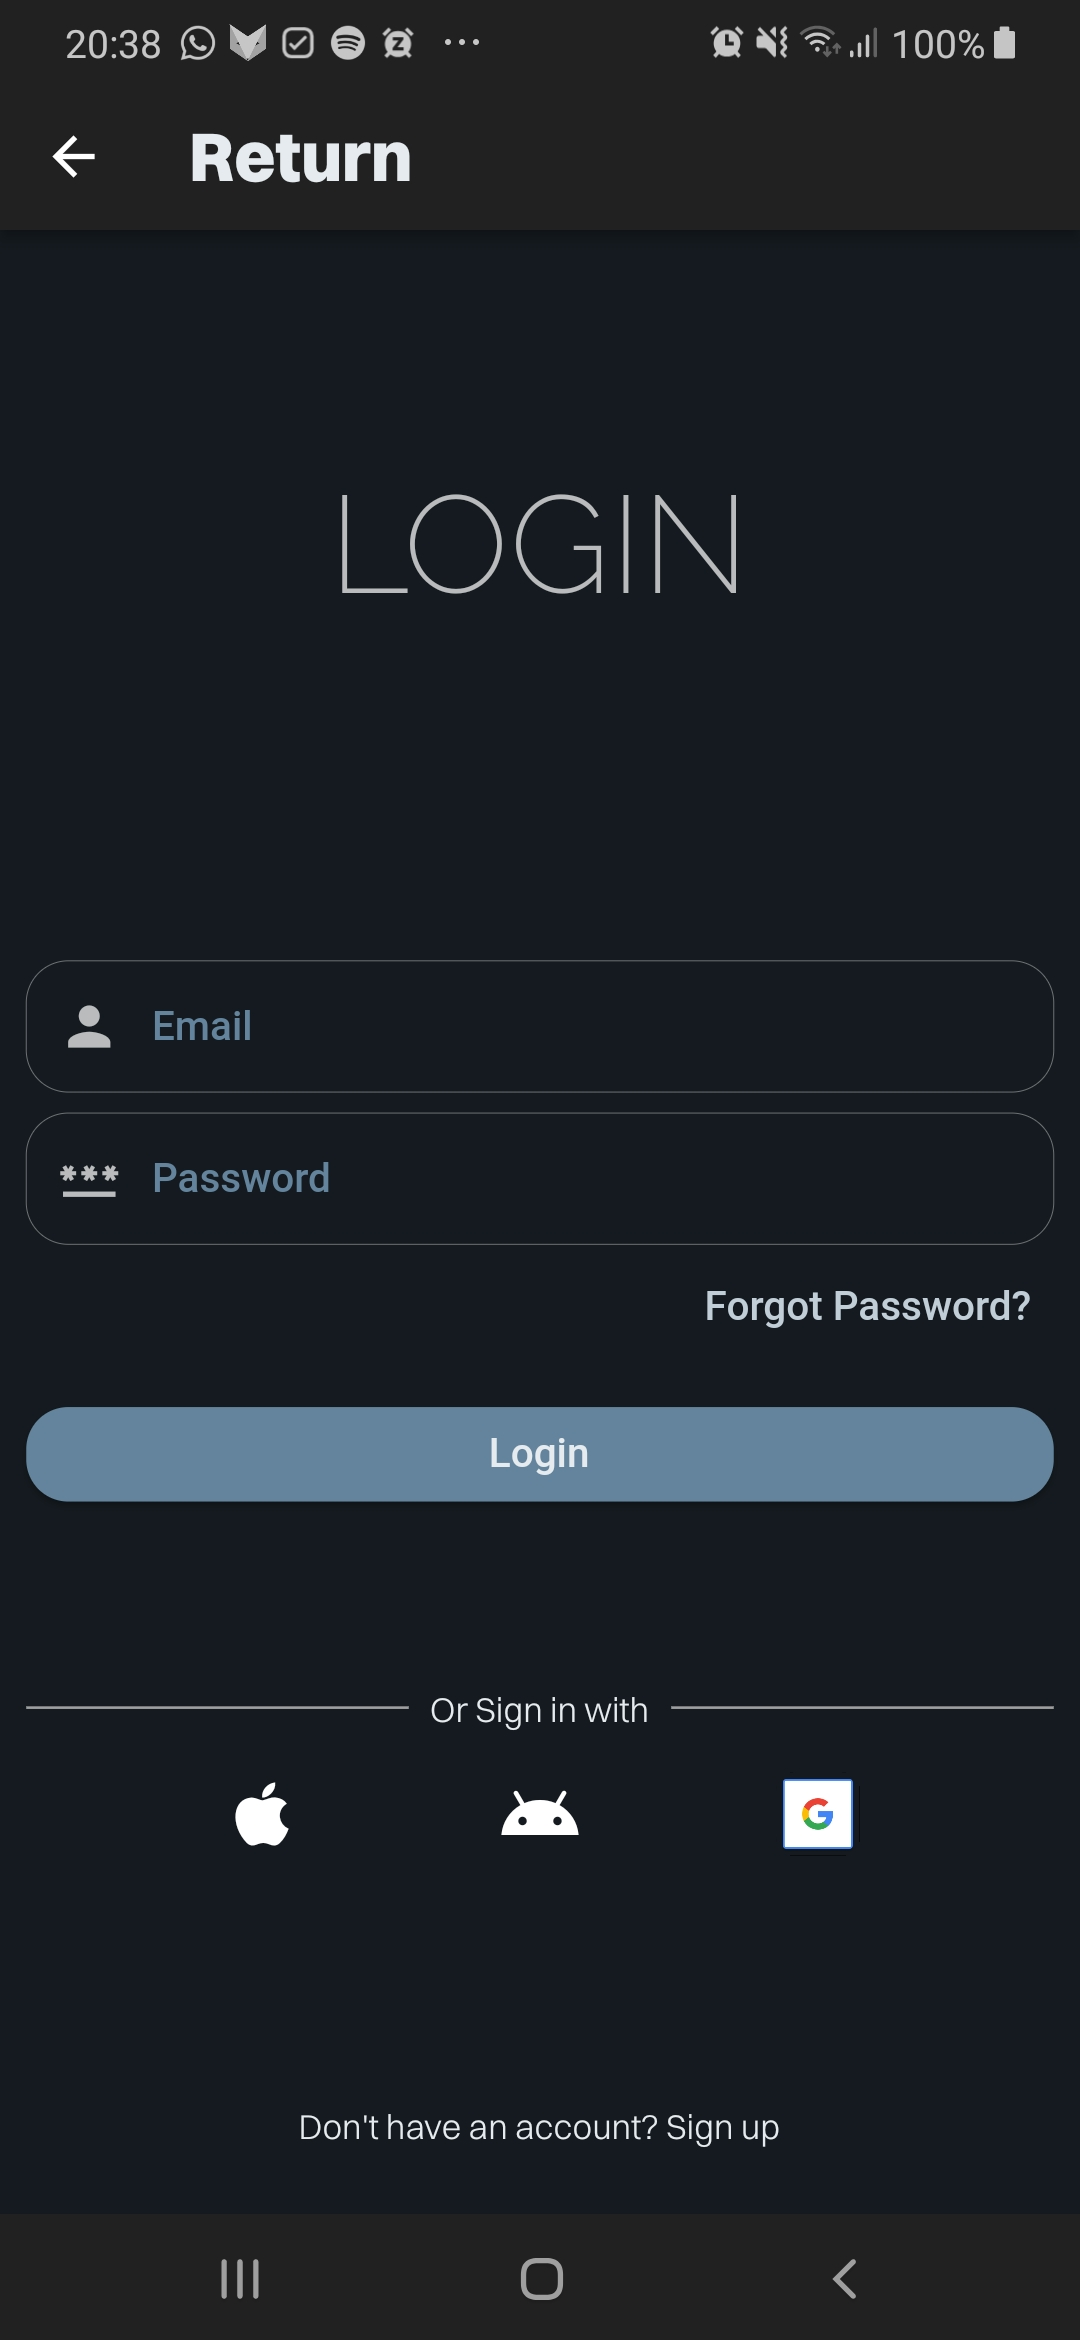 20:38 100%
Return
LOGIN
Email
*** Password
Forgot Password?
Login
Or Sign in with
Don't have an account? Sign up